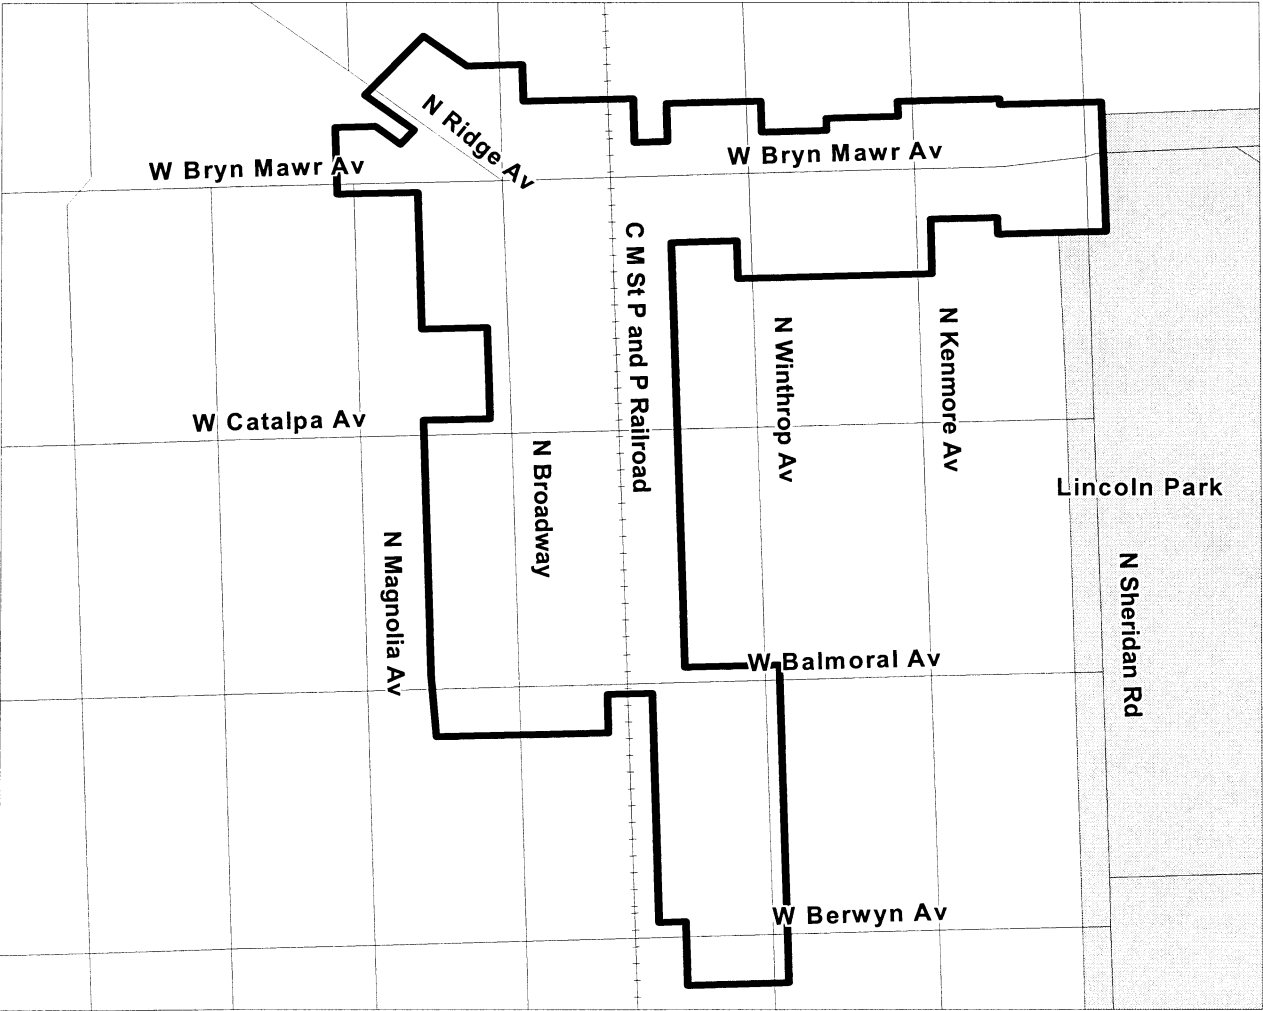 N Ridge Av
W Bryn Mawr Av
W Bryn Mawr Av
C M St P and P Railroad
N Winthrop Av
N Kenmore Av
W Catalpa Av
N Broadway
Lincoln Park
N Magnolia Av
N Sheridan Rd
W Balmoral Av
W Berwyn Av